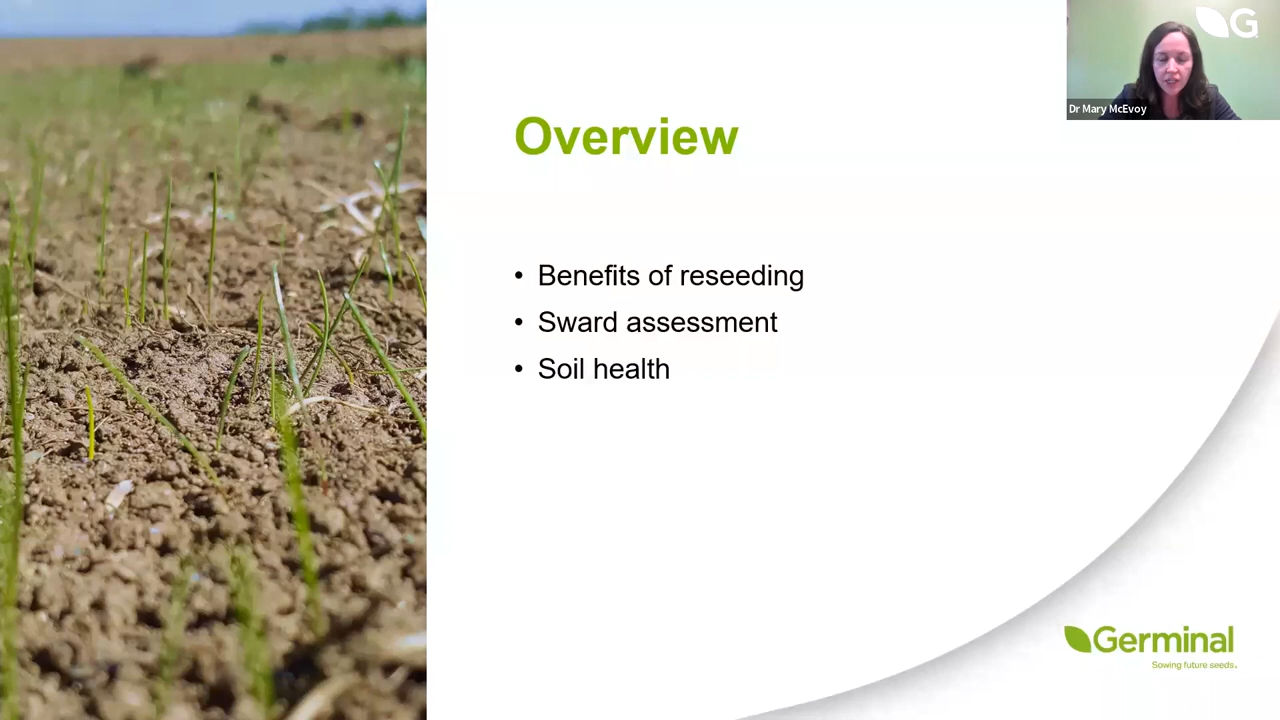 G
Dr Mary McEvoy
Overview
• Benefits of reseeding
• Sward assessment
• Soil health
Germinal
Sowing future seeds.